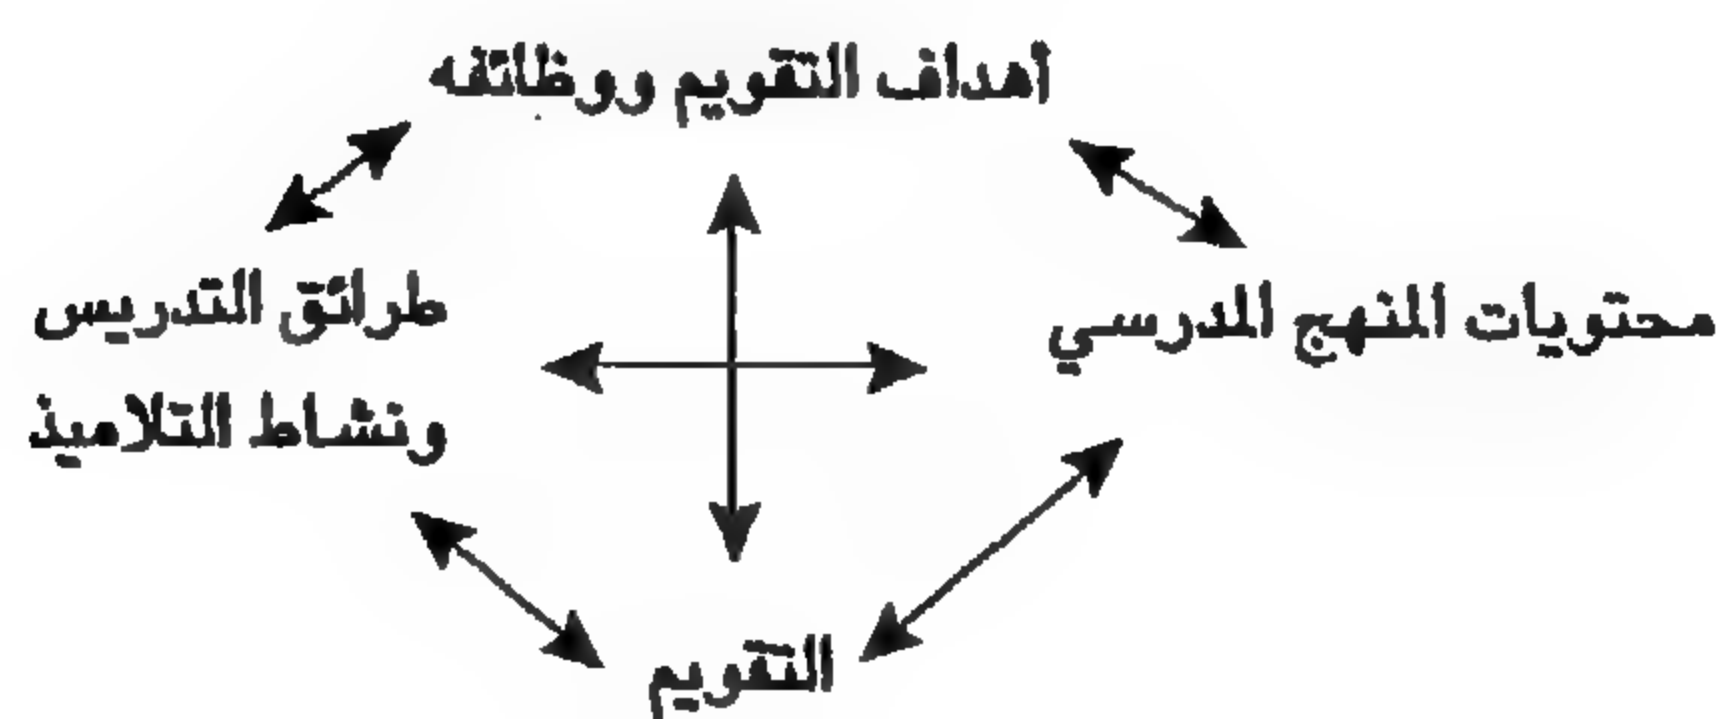 أهداف التقويم ووظائفه
محتويات المنهج المدرسي
طرائق التدريس
ونشاط التلاميذ
التقويم